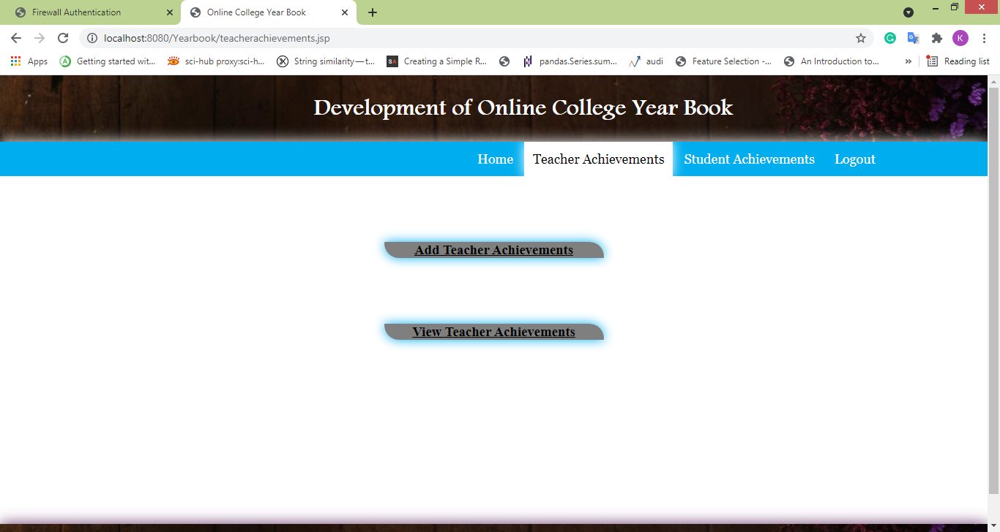 Firewall Authentication
Online College Year Book
localhost:8080/Yearbook/teacherachievements.jsp
K
Apps
Getting started wit...
sci-hub proxy:sci-h...
String similarity — t...
SA
Creating a Simple R...
pandas.Series.sum...
audi
Feature Selection -...
An Introduction to...
»
Reading list
Development of Online College Year Book
Home Teacher Achievements Student Achievements Logout
Add Teacher Achievements
View Teacher Achievements